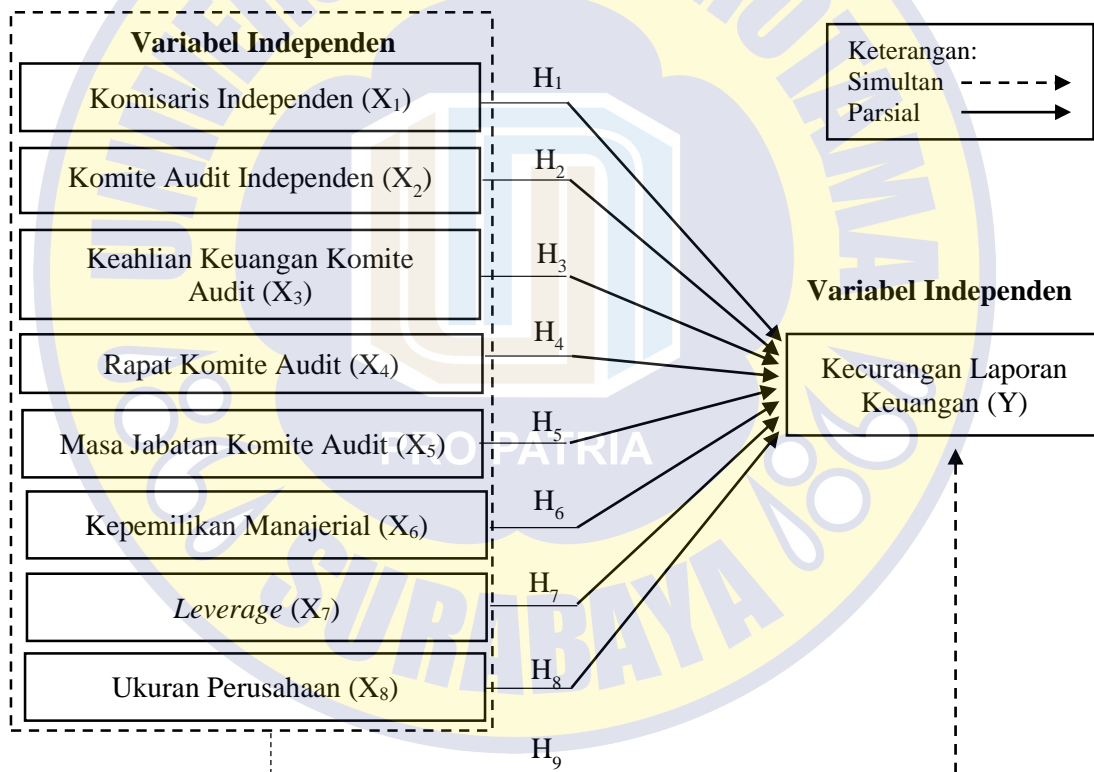 Variabel Independen
Komisaris Independen (X₁)
Komite Audit Independen (X₂)
Keahlian Keuangan Komite
Audit (X₃)
Rapat Komite Audit (X₄)
Masa Jabatan Komite Audit (X₅)
Kepemilikan Manajerial (X₆)
Leverage (X₇)
Ukuran Perusahaan (X₈)
H₁
H₂
H₃
H₄
H₅
H₆
H₇
H₈
H₉
Keterangan:
Simultan
Parsial
Variabel Independen
Kecurangan Laporan
Keuangan (Y)
PRO PATRIA
SURABAYA